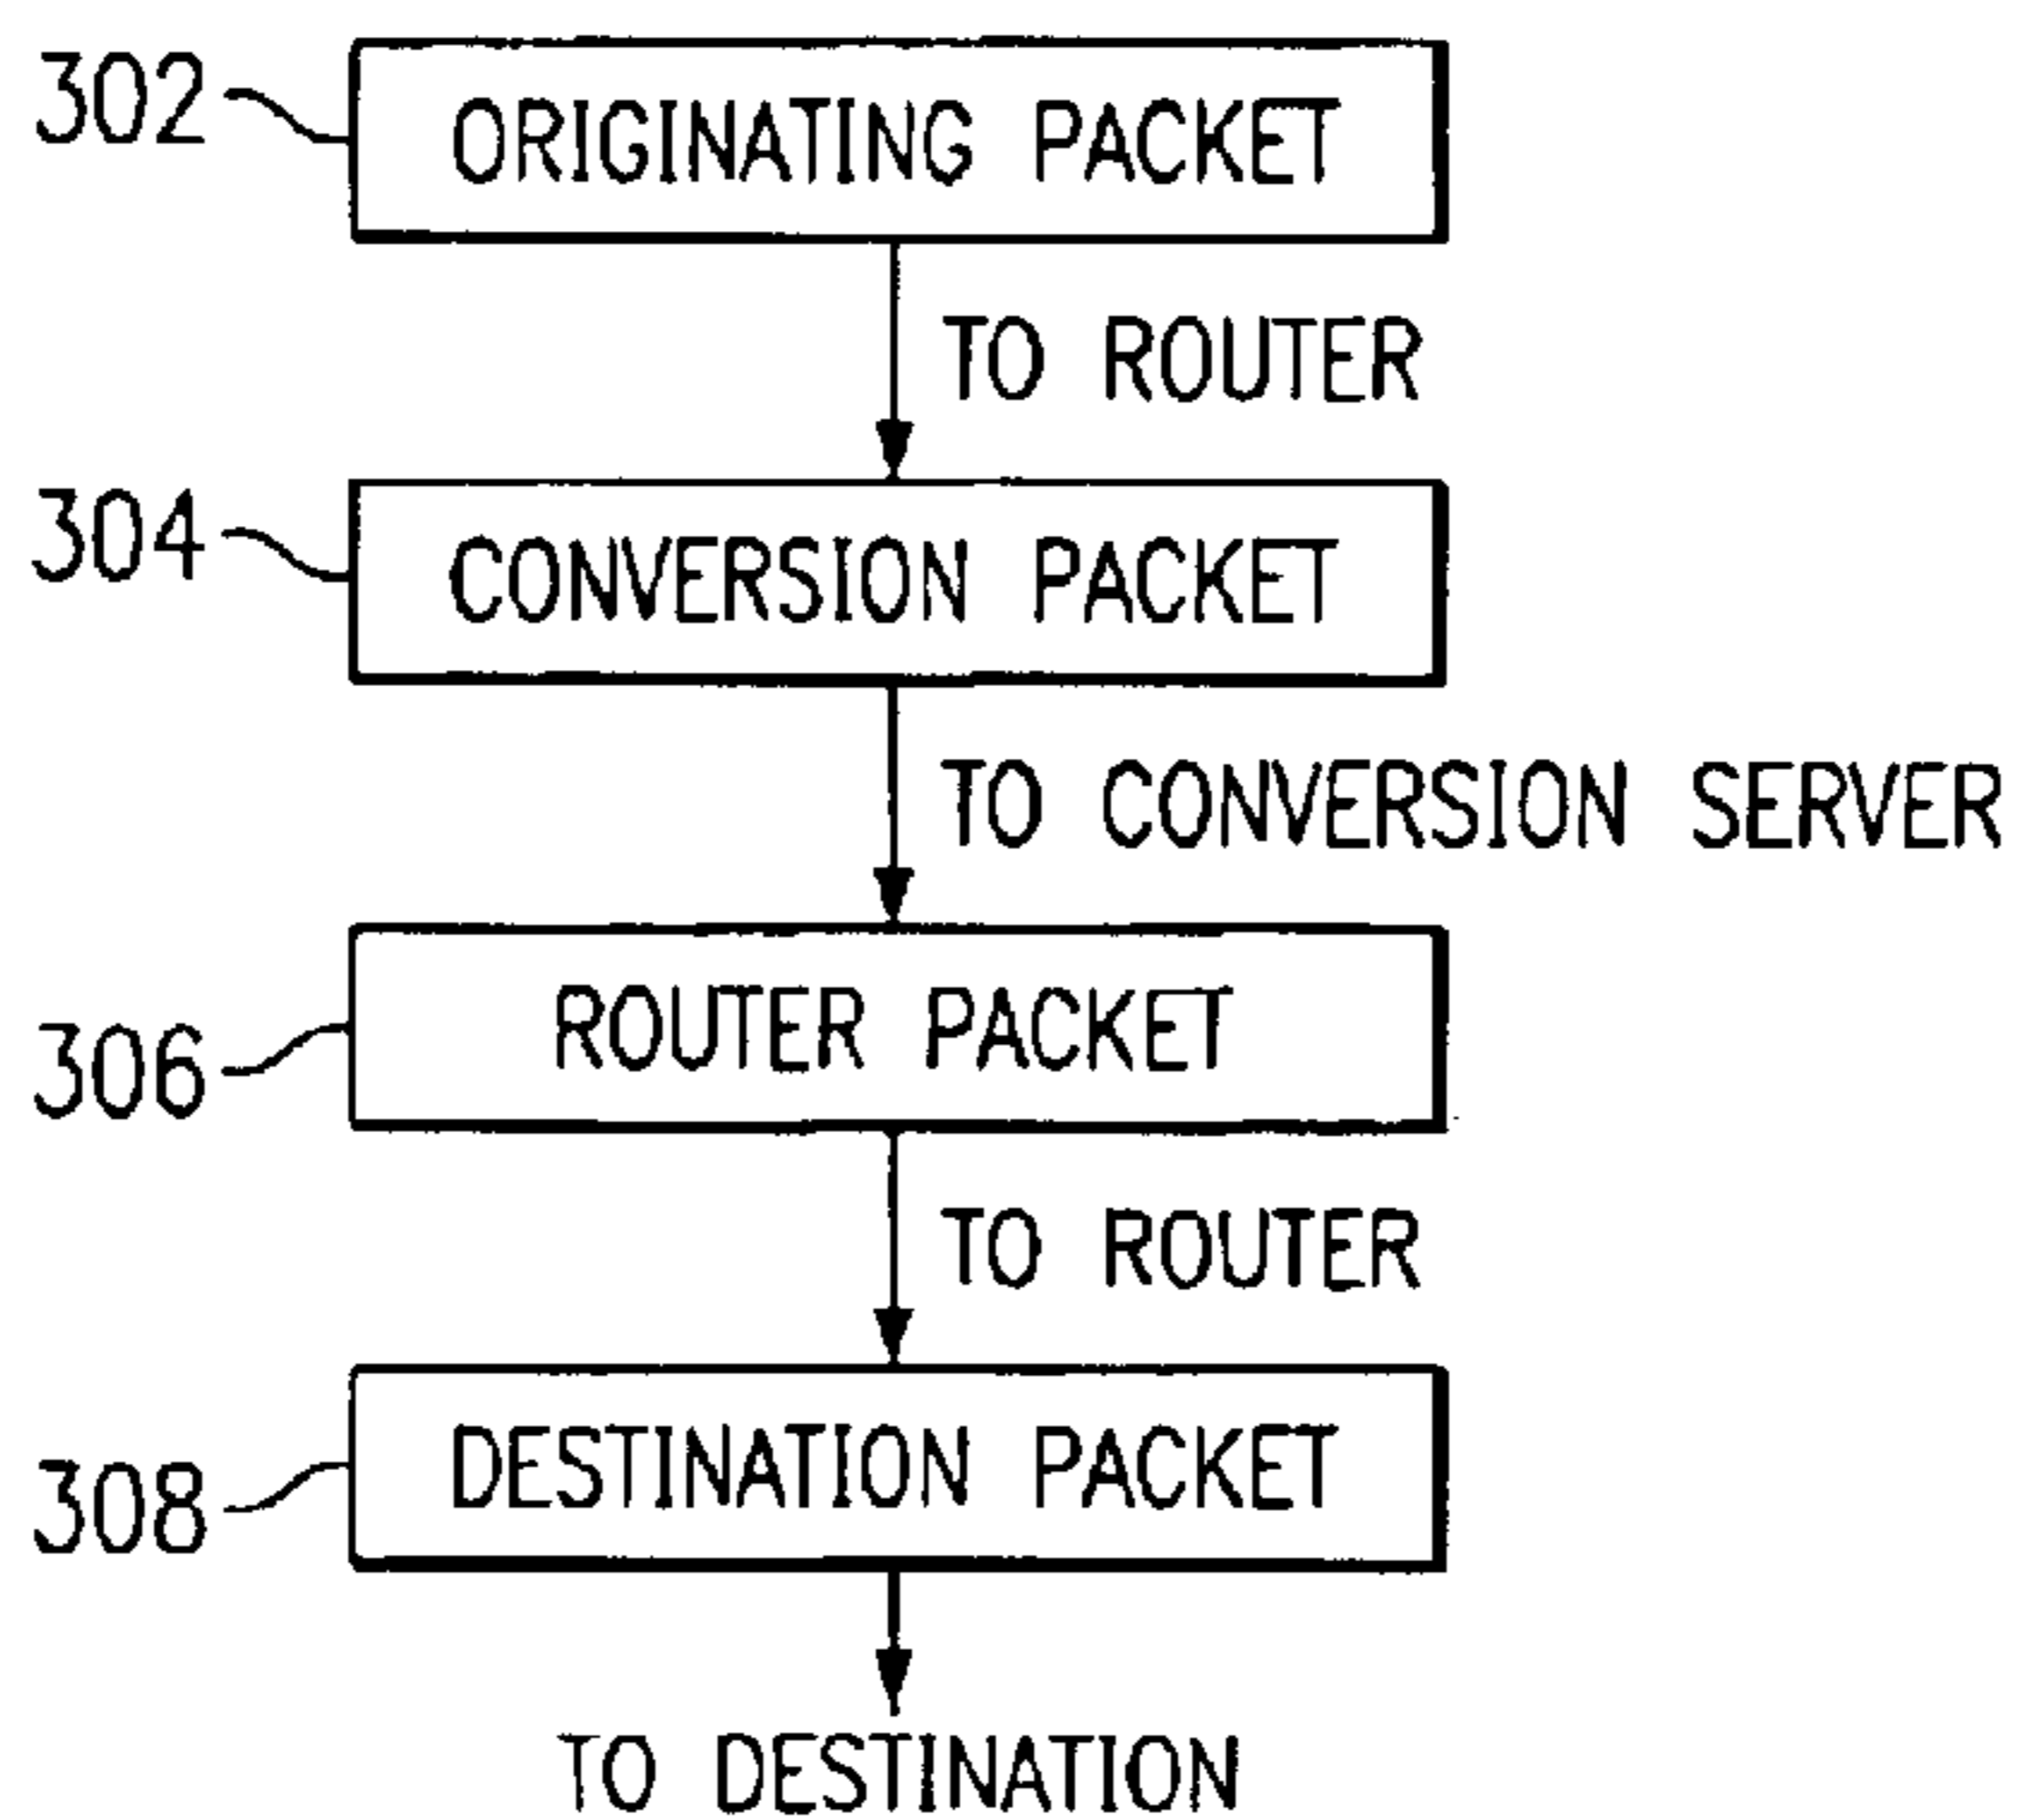 302 ORIGINATING PACKET
TO ROUTER
304 CONVERSION PACKET
TO CONVERSION SERVER
306 ROUTER PACKET
TO ROUTER
308 DESTINATION PACKET
TO DESTINATION